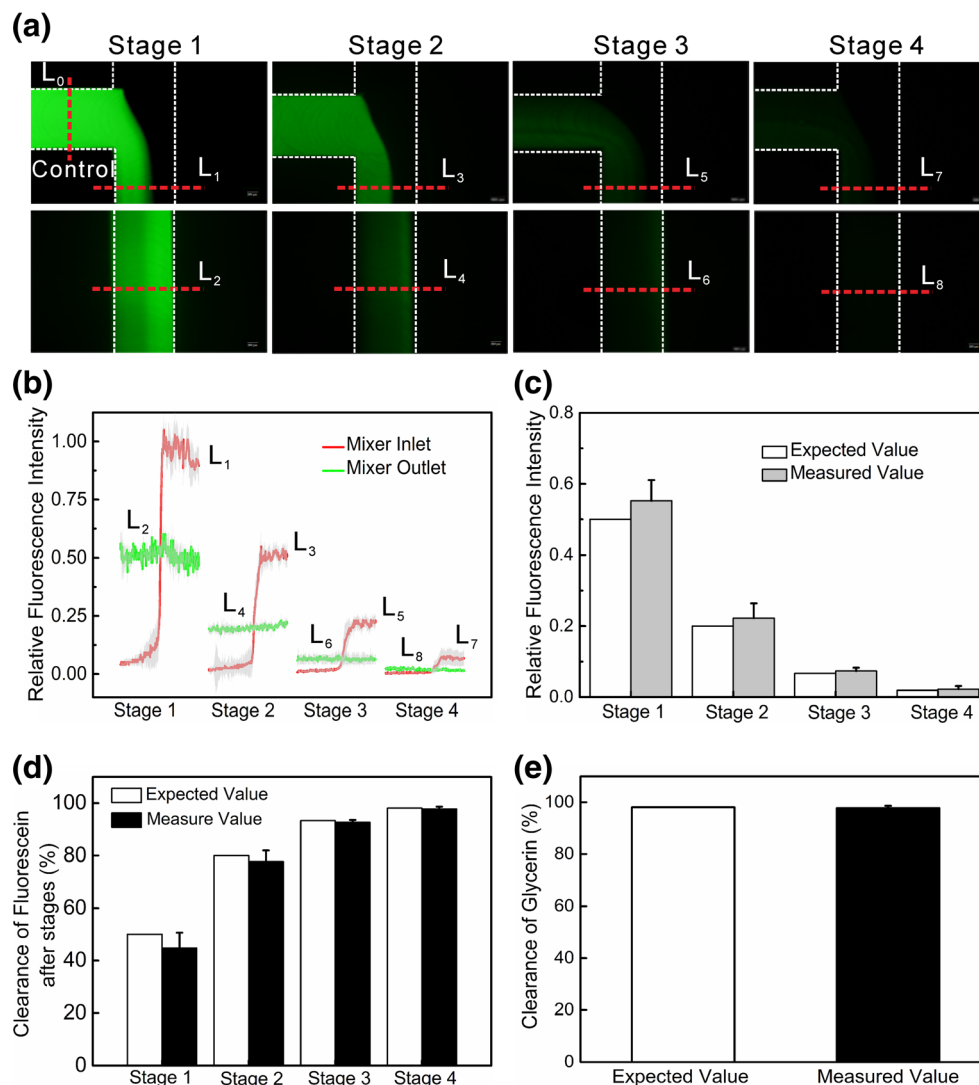 (a)
Stage 1 Stage 2 Stage 3 Stage 4
L0
Control
L1
L3
L5
L7
L2
L4
L6
L8
(b)
Relative Fluorescence Intensity
1.00
0.75
0.50
0.25
0.00
Mixer Inlet
Mixer Outlet
L1
L2
L3
L4
L5
L6
L7
L8
Stage 1 Stage 2 Stage 3 Stage 4
(c)
Relative Fluorescence Intensity
0.8
0.6
0.4
0.2
0.0
Expected Value
Measured Value
Stage 1 Stage 2 Stage 3 Stage 4
(d)
Clearance of Fluorescein
after stages (%)
100
80
60
40
20
0
Expected Value
Measure Value
Stage 1 Stage 2 Stage 3 Stage 4
(e)
Clearance of Glycerin (%)
100
80
60
40
20
0
Expected Value Measured Value